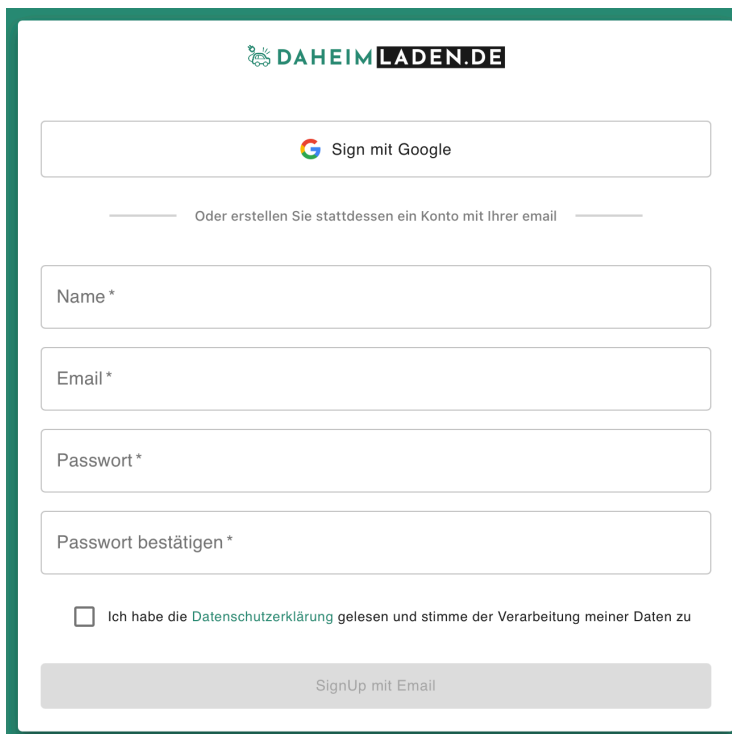 DAHEIMLADEN.DE
Sign mit Google
Oder erstellen Sie stattdessen ein Konto mit Ihrer email
Name *
Email *
Passwort *
Passwort bestätigen *
Ich habe die Datenschutzerklärung gelesen und stimme der Verarbeitung meiner Daten zu
SignUp mit Email